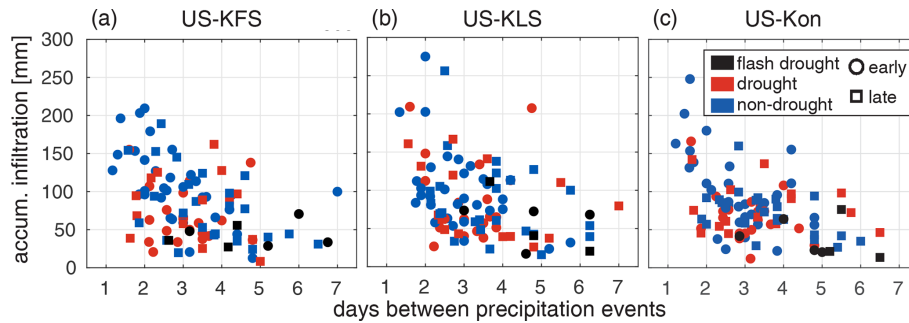 (a) US-KFS
(b) US-KLS
(c) US-Kon
accum. infiltration [mm]
300
250
200
150
100
50
0
flash drought
drought
non-drought
early
late
1 2 3 4 5 6 7
1 2 3 4 5 6 7
1 2 3 4 5 6 7
days between precipitation events